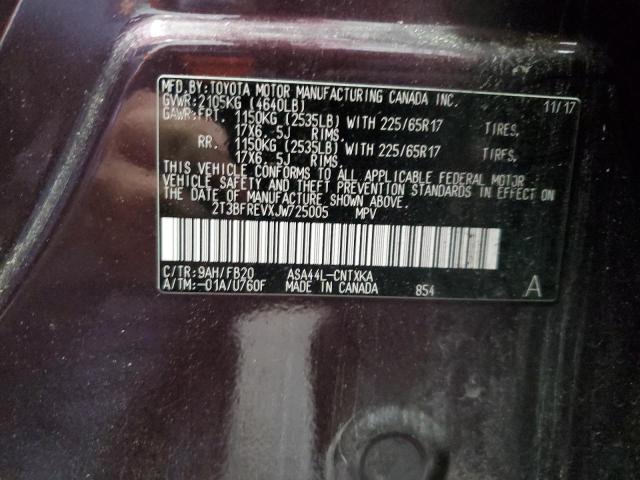 MFD.BY:TOYOTA MOTOR MANUFACTURING CANADA INC. 11/17
GVWR:2105KG (4640LB)
GAWR:FRT. 1150KG (2535LB) WITH 225/65R17 TIRES,
17X6.5J RIMS,
RR. 1150KG (2535LB) WITH 225/65R17 TIRES,
17X6.5J RIMS
THIS VEHICLE CONFORMS TO ALL APPLICABLE FEDERAL MOTOR
VEHICLE SAFETY AND THEFT PREVENTION STANDARDS IN EFFECT ON
THE DATE OF MANUFACTURE SHOWN ABOVE.
2T3BFREVXJW725005 MPV
C/TR:9AH/FB20 ASA44L-CNTXKA
A/TM:-01A/U760F MADE IN CANADA 854 A